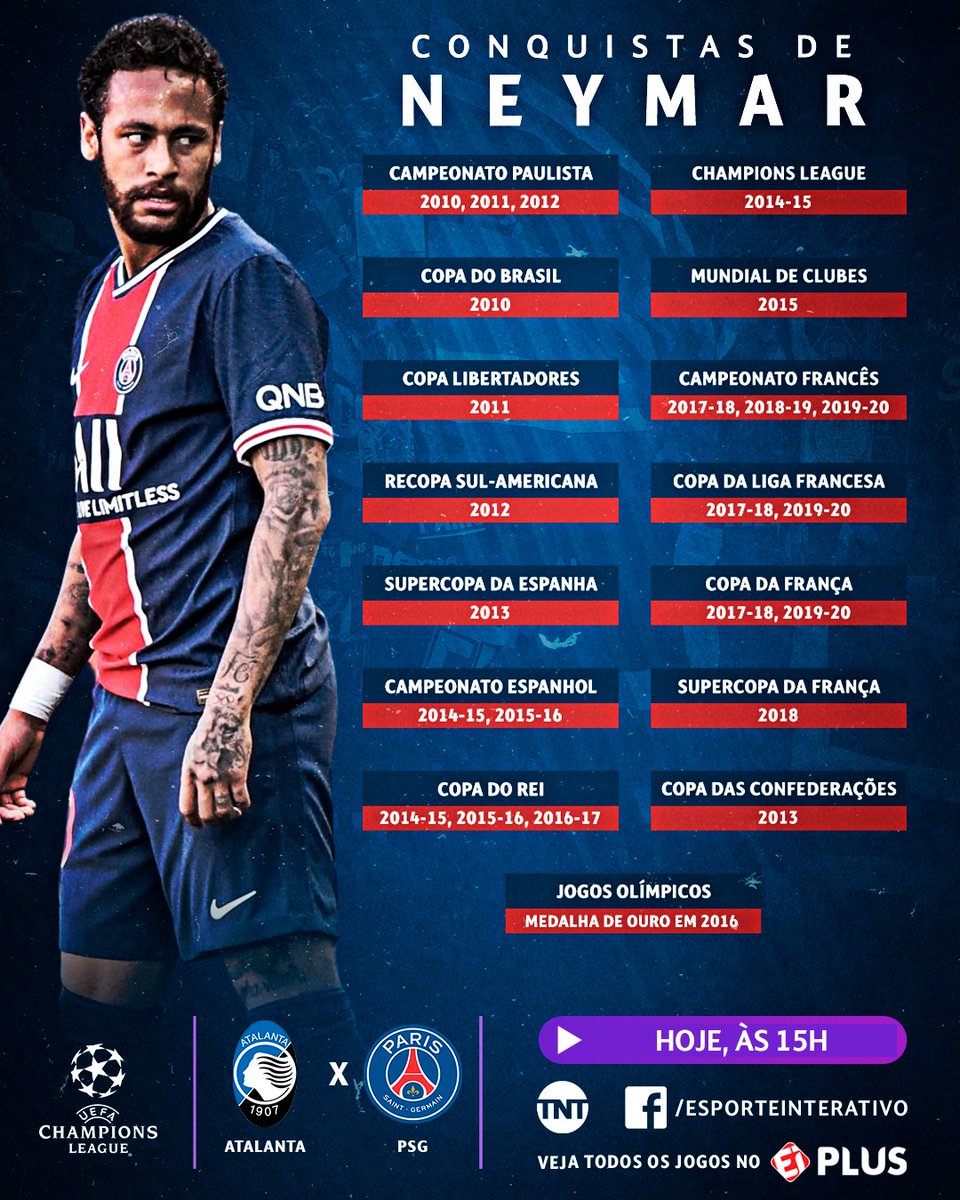 CONQUISTAS DE
NEYMAR
CAMPEONATO PAULISTA
2010, 2011, 2012
CHAMPIONS LEAGUE
2014-15
COPA DO BRASIL
2010
MUNDIAL DE CLUBES
2015
COPA LIBERTADORES
2011
CAMPEONATO FRANCÊS
2017-18, 2018-19, 2019-20
RECOPA SUL-AMERICANA
2012
COPA DA LIGA FRANCESA
2017-18, 2019-20
SUPERCOPA DA ESPANHA
2013
COPA DA FRANÇA
2017-18, 2019-20
CAMPEONATO ESPANHOL
2014-15, 2015-16
SUPERCOPA DA FRANÇA
2018
COPA DO REI
2014-15, 2015-16, 2016-17
COPA DAS CONFEDERAÇÕES
2013
JOGOS OLÍMPICOS
MEDALHA DE OURO EM 2016
QNB
LIMITLESS
UEFA
CHAMPIONS
LEAGUE
ATALANTA
1907
ATALANTA
X
PARIS
SAINT-GERMAIN
PSG
HOJE, ÀS 15H
TNT
f /ESPORTEINTERATIVO
VEJA TODOS OS JOGOS NO EI PLUS